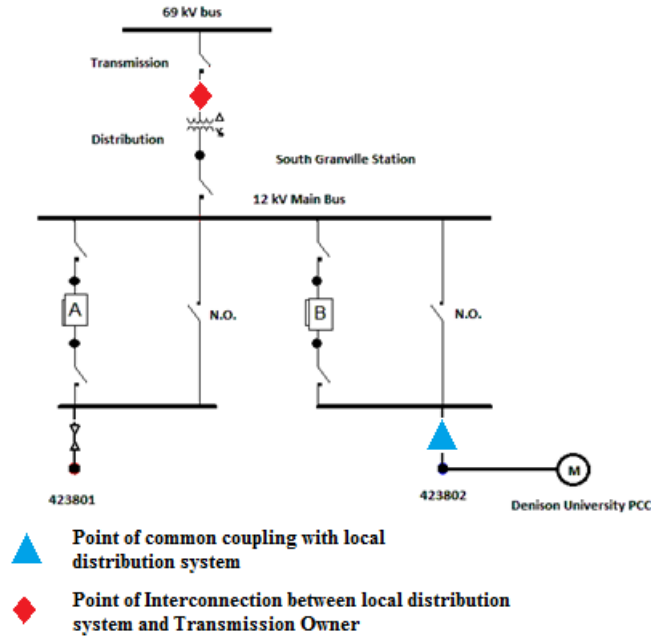 69 kV bus
Transmission
Distribution
South Granville Station
12 kV Main Bus
A
N.O.
B
N.O.
423801
423802
M
Denison University PCC
Point of common coupling with local
distribution system
Point of Interconnection between local distribution
system and Transmission Owner